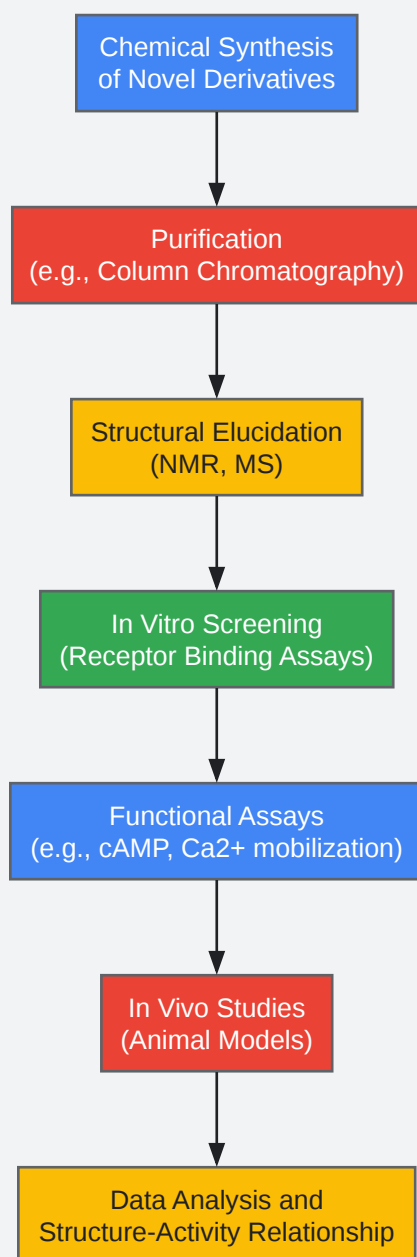 Chemical Synthesis
of Novel Derivatives
Purification
(e.g., Column Chromatography)
Structural Elucidation
(NMR, MS)
In Vitro Screening
(Receptor Binding Assays)
Functional Assays
(e.g., cAMP, Ca2+ mobilization)
In Vivo Studies
(Animal Models)
Data Analysis and
Structure-Activity Relationship